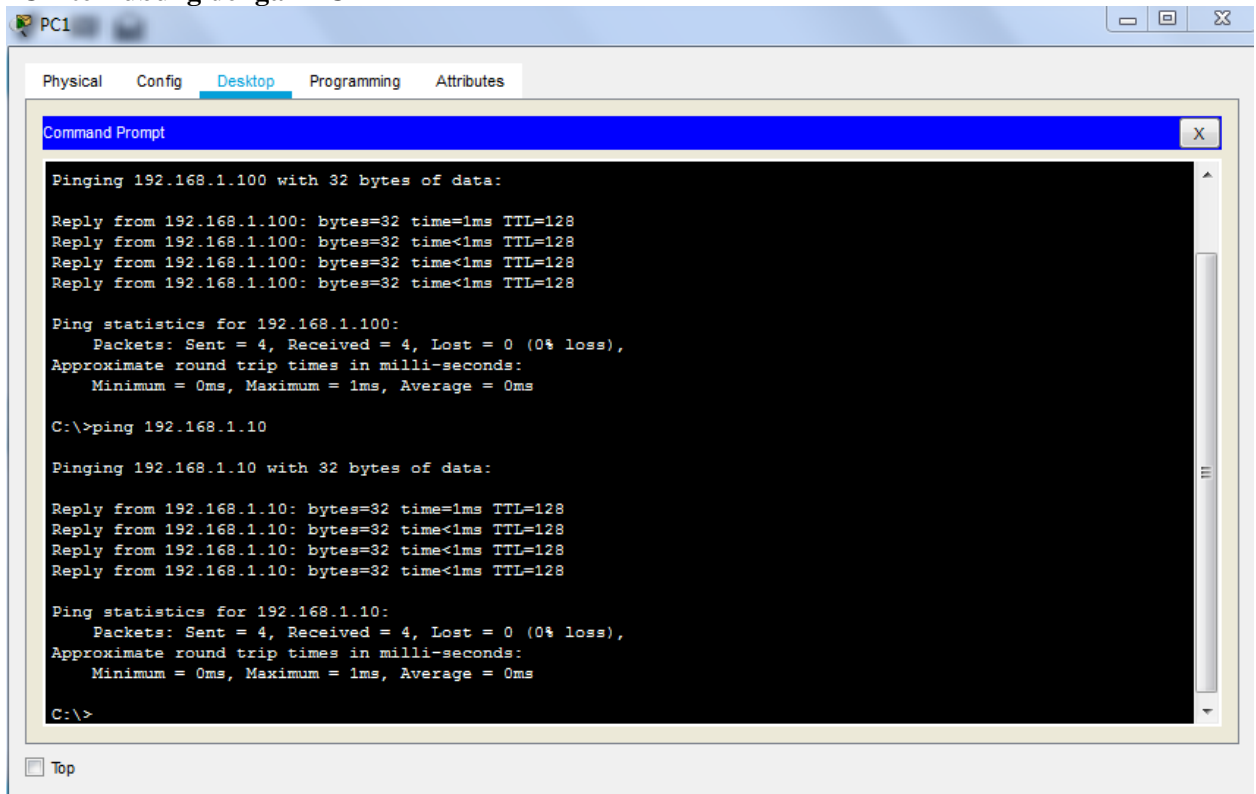 PC1
Physical Config Desktop Programming Attributes
Command Prompt
X
Pinging 192.168.1.100 with 32 bytes of data:
Reply from 192.168.1.100: bytes=32 time=1ms TTL=128
Reply from 192.168.1.100: bytes=32 time<1ms TTL=128
Reply from 192.168.1.100: bytes=32 time<1ms TTL=128
Reply from 192.168.1.100: bytes=32 time<1ms TTL=128
Ping statistics for 192.168.1.100:
Packets: Sent = 4, Received = 4, Lost = 0 (0% loss),
Approximate round trip times in milli-seconds:
Minimum = 0ms, Maximum = 1ms, Average = 0ms
C:\>ping 192.168.1.10
Pinging 192.168.1.10 with 32 bytes of data:
Reply from 192.168.1.10: bytes=32 time=1ms TTL=128
Reply from 192.168.1.10: bytes=32 time<1ms TTL=128
Reply from 192.168.1.10: bytes=32 time<1ms TTL=128
Reply from 192.168.1.10: bytes=32 time<1ms TTL=128
Ping statistics for 192.168.1.10:
Packets: Sent = 4, Received = 4, Lost = 0 (0% loss),
Approximate round trip times in milli-seconds:
Minimum = 0ms, Maximum = 1ms, Average = 0ms
C:\>
Top